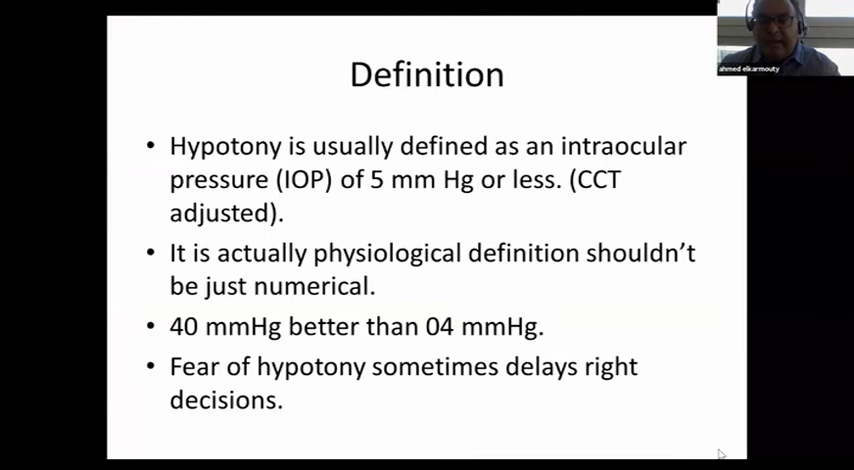 ahmed elkarmouty
Definition
• Hypotony is usually defined as an intraocular
pressure (IOP) of 5 mm Hg or less. (CCT
adjusted).
• It is actually physiological definition shouldn't
be just numerical.
• 40 mmHg better than 04 mmHg.
• Fear of hypotony sometimes delays right
decisions.